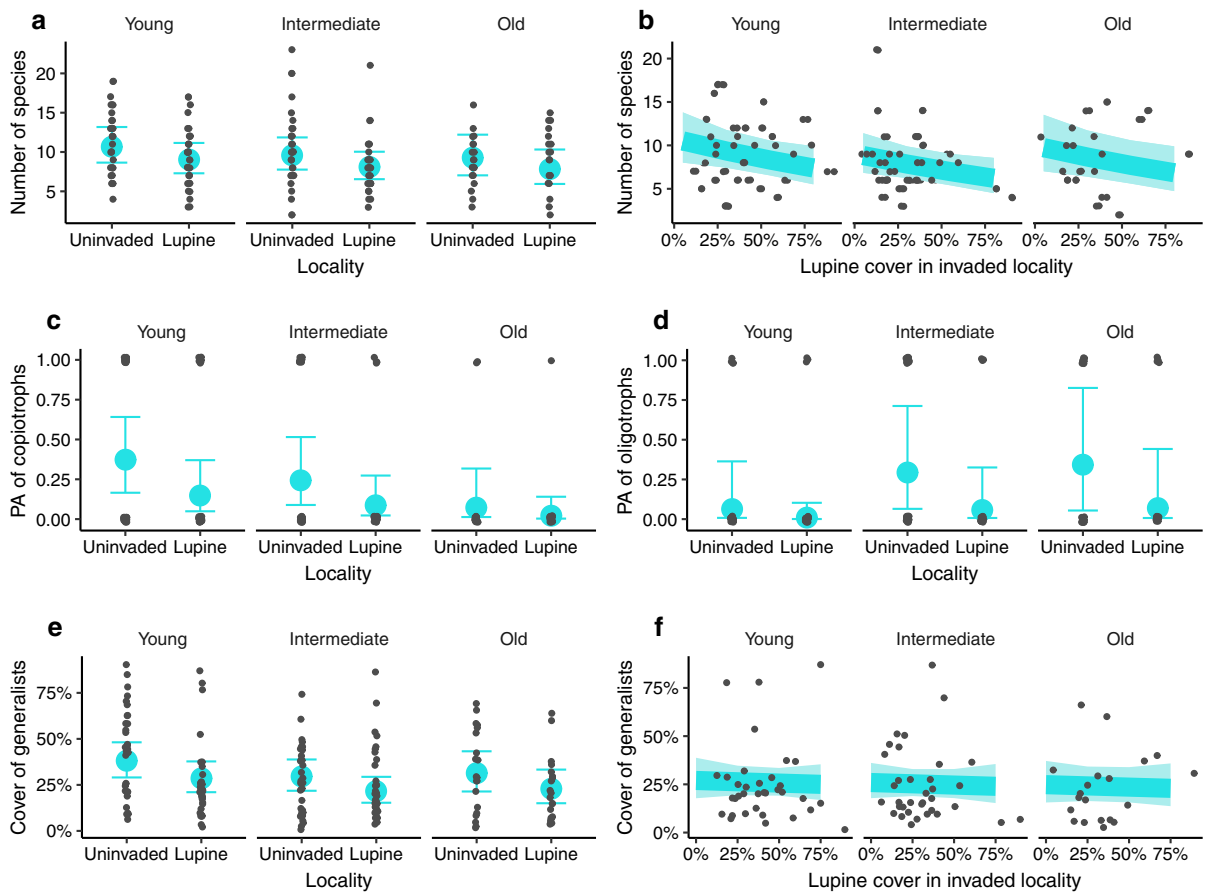 a
Young Intermediate Old
Number of species
20
15
10
5
Uninvaded Lupine Uninvaded Lupine Uninvaded Lupine
Locality
b
Young Intermediate Old
Number of species
20
15
10
5
0% 25% 50% 75% 0% 25% 50% 75% 0% 25% 50% 75%
Lupine cover in invaded locality
c
Young Intermediate Old
PA of copiotrophs
1.00
0.75
0.50
0.25
0.00
Uninvaded Lupine Uninvaded Lupine Uninvaded Lupine
Locality
d
Young Intermediate Old
PA of oligotrophs
1.00
0.75
0.50
0.25
0.00
Uninvaded Lupine Uninvaded Lupine Uninvaded Lupine
Locality
e
Young Intermediate Old
Cover of generalists
75%
50%
25%
0%
Uninvaded Lupine Uninvaded Lupine Uninvaded Lupine
Locality
f
Young Intermediate Old
Cover of generalists
75%
50%
25%
0%
0% 25% 50% 75% 0% 25% 50% 75% 0% 25% 50% 75%
Lupine cover in invaded locality